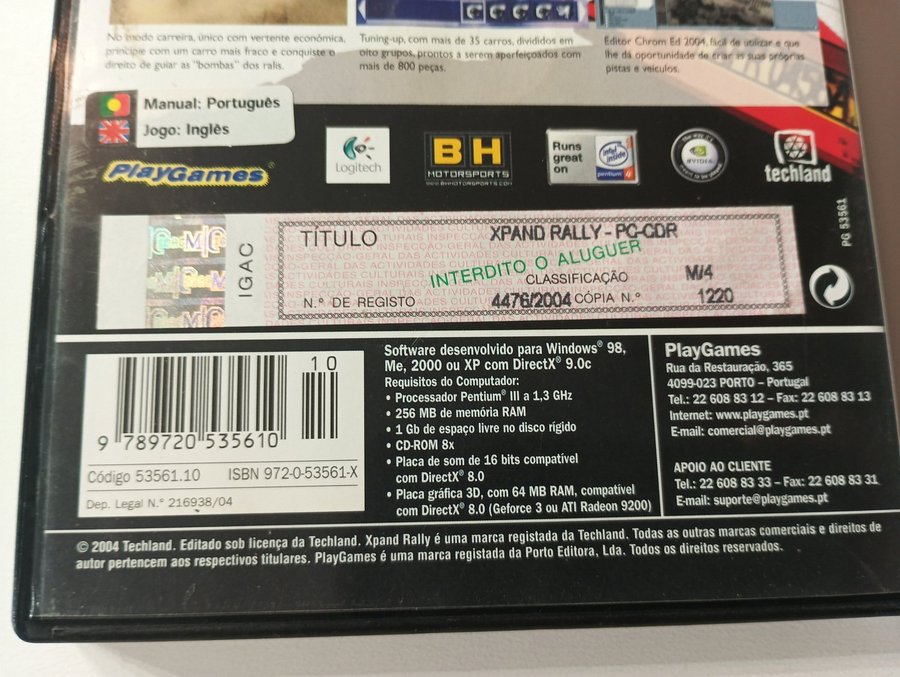 No modo carreira, único com vertente económica,
principie com um carro mais fraco e conquiste o
direito de guiar as "bombas" dos ralis.
Tuning-up, com mais de 35 carros, divididos em
oito grupos, prontos a serem aperfeiçoados com
mais de 800 peças.
Editor Chrom Ed 2004, fácil de utilizar e que
lhe dá oportunidade de criar as suas próprias
pistas e veículos.
Manual: Português
Jogo: Inglês
PlayGames
Logitech
BH
MOTORSPORTS
WWW.BHMOTORSPORTS.COM
Runs
great
on
intel
inside
pentium 4
NVIDIA
techland
PG 53561
IGAC
TÍTULO XPAND RALLY - PC-CDR
INTERDITO O ALUGUER
CLASSIFICAÇÃO M/4
N.º DE REGISTO 4476/2004 CÓPIA N.º 1220
10
9 789720 535610
Código 53561.10 ISBN 972-0-53561-X
Dep. Legal N.º 216938/04
Software desenvolvido para Windows® 98,
Me, 2000 ou XP com DirectX® 9.0c
Requisitos do Computador:
• Processador Pentium® III a 1,3 GHz
• 256 MB de memória RAM
• 1 Gb de espaço livre no disco rígido
• CD-ROM 8x
• Placa de som de 16 bits compatível
com DirectX® 8.0
• Placa gráfica 3D, com 64 MB RAM, compatível
com DirectX® 8.0 (Geforce 3 ou ATI Radeon 9200)
PlayGames
Rua da Restauração, 365
4099-023 PORTO – Portugal
Tel.: 22 608 83 12 – Fax: 22 608 83 13
Internet: www.playgames.pt
E-mail: comercial@playgames.pt
APOIO AO CLIENTE
Tel.: 22 608 83 33 – Fax: 22 608 83 31
E-mail: suporte@playgames.pt
© 2004 Techland. Editado sob licença da Techland. Xpand Rally é uma marca registada da Techland. Todas as outras marcas comerciais e direitos de
autor pertencem aos respectivos titulares. PlayGames é uma marca registada da Porto Editora, Lda. Todos os direitos reservados.